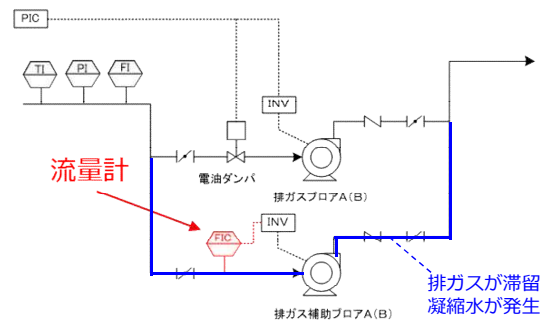 PIC
TI
PI
FI
INV
電油ダンパ
排ガスブロアA(B)
流量計
FIC
INV
排ガスが滞留
凝縮水が発生
排ガス補助ブロアA(B)